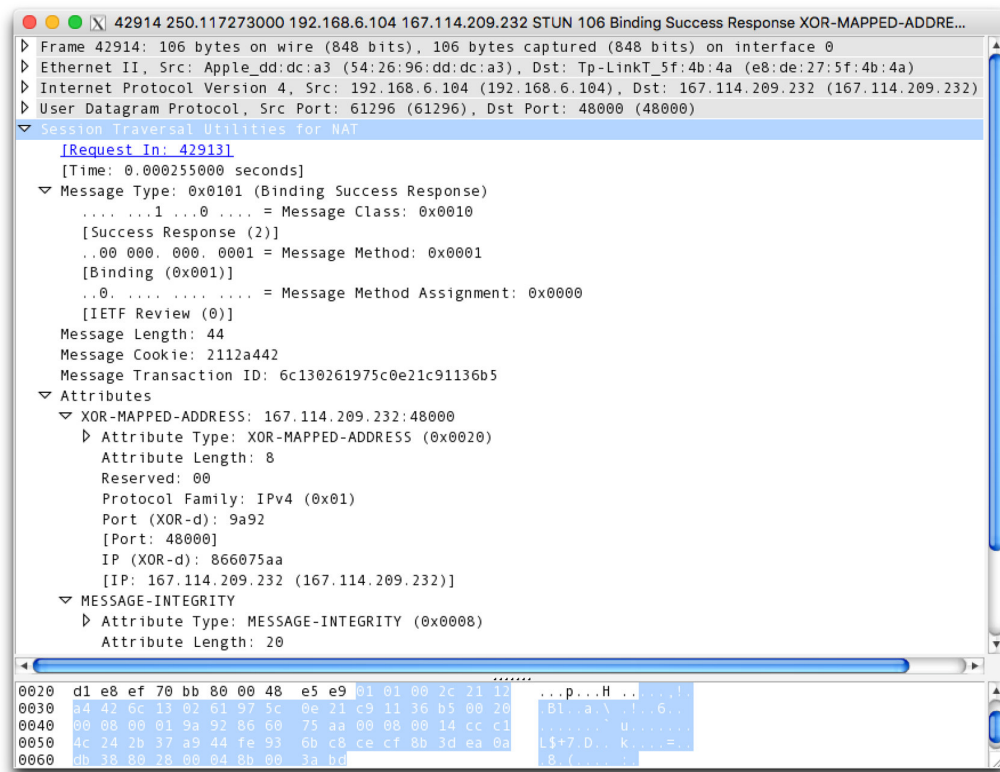 42914 250.117273000 192.168.6.104 167.114.209.232 STUN 106 Binding Success Response XOR-MAPPED-ADDRE...
Frame 42914: 106 bytes on wire (848 bits), 106 bytes captured (848 bits) on interface 0
Ethernet II, Src: Apple_dd:dc:a3 (54:26:96:dd:dc:a3), Dst: Tp-LinkT_5f:4b:4a (e8:de:27:5f:4b:4a)
Internet Protocol Version 4, Src: 192.168.6.104 (192.168.6.104), Dst: 167.114.209.232 (167.114.209.232)
User Datagram Protocol, Src Port: 61296 (61296), Dst Port: 48000 (48000)
Session Traversal Utilities for NAT
[Request In: 42913]
[Time: 0.000255000 seconds]
Message Type: 0x0101 (Binding Success Response)
.... ...1 ...0 .... = Message Class: 0x0010
[Success Response (2)]
..00 000. 000. 0001 = Message Method: 0x0001
[Binding (0x001)]
..0. .... .... .... = Message Method Assignment: 0x0000
[IETF Review (0)]
Message Length: 44
Message Cookie: 2112a442
Message Transaction ID: 6c130261975c0e21c91136b5
Attributes
XOR-MAPPED-ADDRESS: 167.114.209.232:48000
Attribute Type: XOR-MAPPED-ADDRESS (0x0020)
Attribute Length: 8
Reserved: 00
Protocol Family: IPv4 (0x01)
Port (XOR-d): 9a92
[Port: 48000]
IP (XOR-d): 866075aa
[IP: 167.114.209.232 (167.114.209.232)]
MESSAGE-INTEGRITY
Attribute Type: MESSAGE-INTEGRITY (0x0008)
Attribute Length: 20
0020 d1 e8 ef 70 bb 80 00 48 e5 e9 01 01 00 2c 21 12 ...p...H .....,!.
0030 a4 42 6c 13 02 61 97 5c 0e 21 c9 11 36 b5 00 20 .Bl..a.\ .!..6..
0040 00 08 00 01 9a 92 86 60 75 aa 00 08 00 14 cc c1 .......` u.......
0050 4c 24 2b 37 a9 44 fe 93 6b c8 ce cf 8b 3d ea 0a L$+7.D.. k....=..
0060 db 38 80 28 00 04 8b 00 3a bd .8.(.... :.